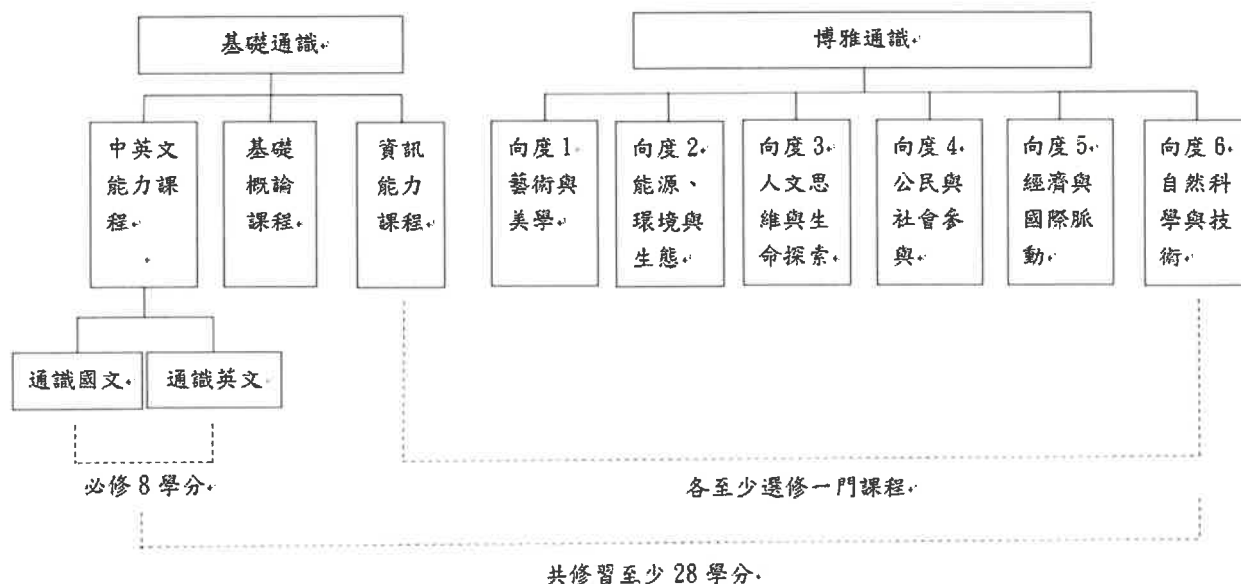 基礎通識
博雅通識
中英文
能力課
程
基礎
概論
課程
資訊
能力
課程
向度1
藝術與
美學
向度2
能源、
環境與
生態
向度3
人文思
維與生
命探索
向度4
公民與
社會參
與
向度5
經濟與
國際脈
動
向度6
自然科
學與技
術
通識國文
通識英文
必修8學分
各至少選修一門課程
共修習至少28學分